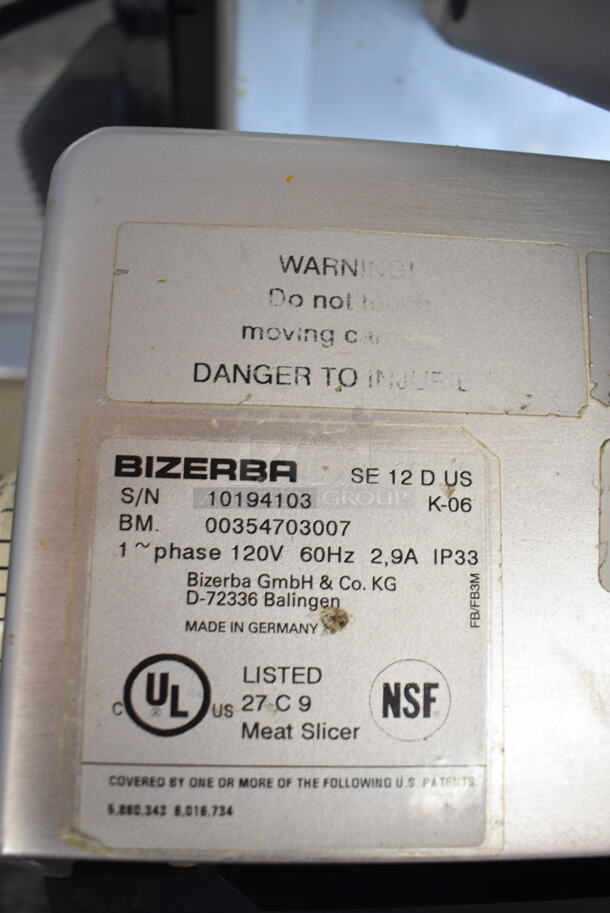 WARNING!
Do not
moving
DANGER TO
BIZERBA SE 12 D US
S/N 10194103 K-06
BM. 00354703007
1~phase 120V 60Hz 2,9A IP33
Bizerba GmbH & Co. KG
D-72336 Balingen
MADE IN GERMANY
FB/FB3M
C UL US
LISTED
27 C 9
Meat Slicer
NSF
COVERED BY ONE OR MORE OF THE FOLLOWING U.S. PATENTS
5.860.343 6.016.734
GROUP